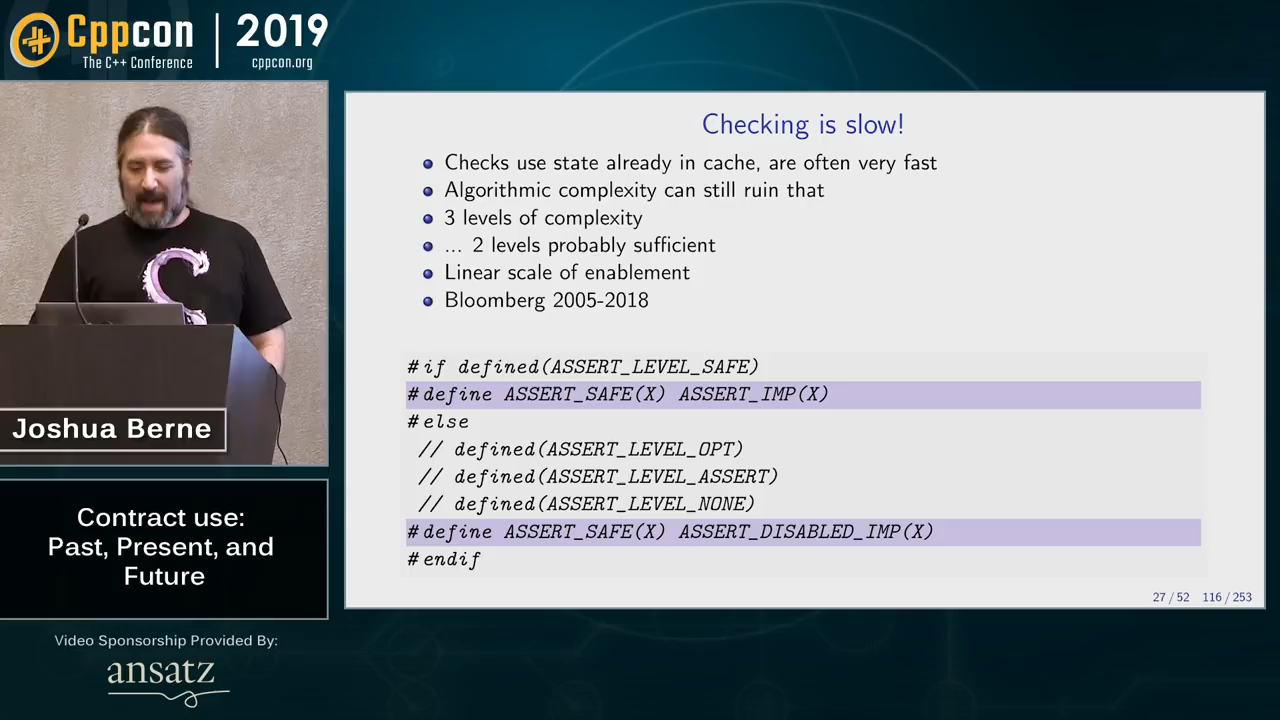 Cppcon
The C++ Conference
2019
cppcon.org
Joshua Berne
Contract use:
Past, Present, and
Future
Video Sponsorship Provided By:
ansatz
Checking is slow!
Checks use state already in cache, are often very fast
Algorithmic complexity can still ruin that
3 levels of complexity
... 2 levels probably sufficient
Linear scale of enablement
Bloomberg 2005-2018
#if defined(ASSERT_LEVEL_SAFE)
#define ASSERT_SAFE(X) ASSERT_IMP(X)
#else
// defined(ASSERT_LEVEL_OPT)
// defined(ASSERT_LEVEL_ASSERT)
// defined(ASSERT_LEVEL_NONE)
#define ASSERT_SAFE(X) ASSERT_DISABLED_IMP(X)
#endif
27 / 52 116 / 253